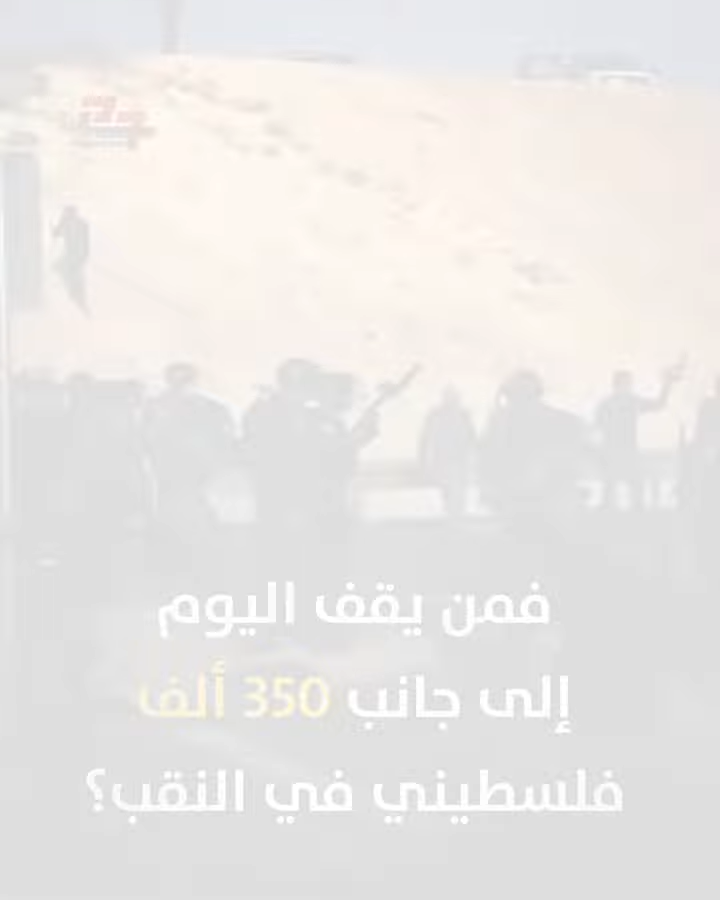 فمن يقف اليوم
إلى جانب 350 ألف
فلسطيني في النقب؟